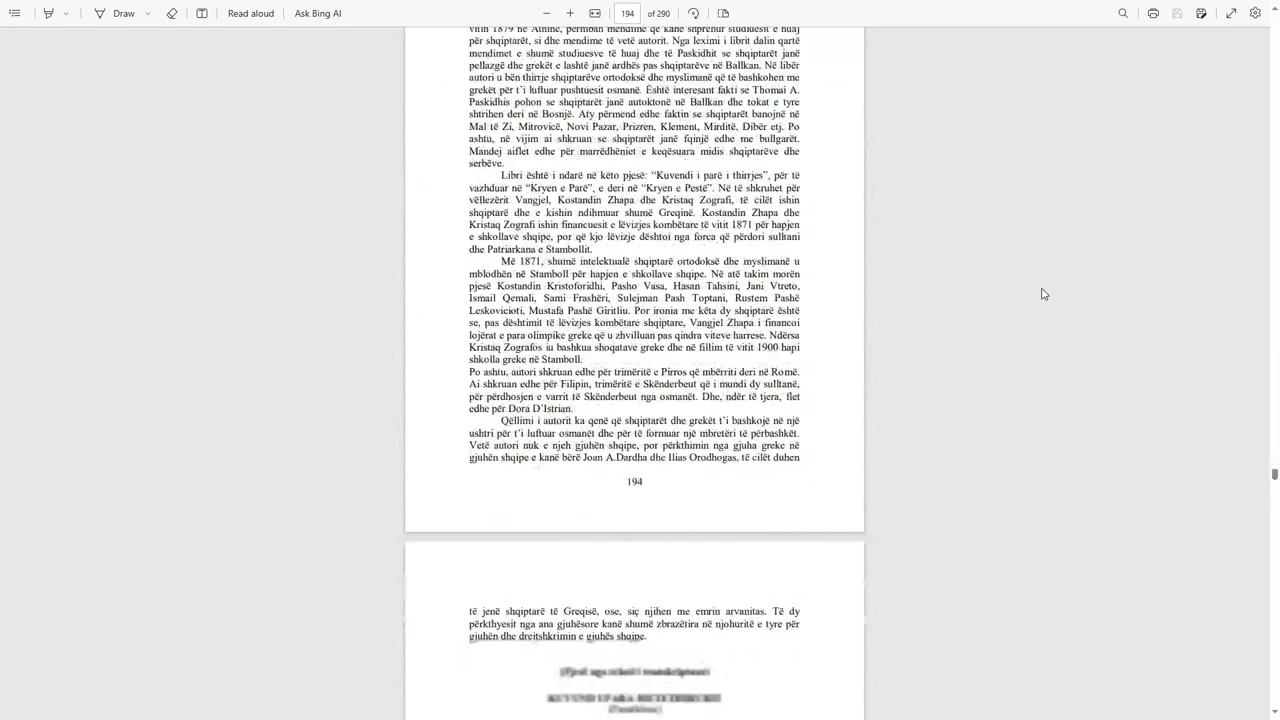 Draw
Read aloud
Ask Bing AI
194 of 290
vitin 1879 në Athinë, përmban mendime që kanë shprehur studiuesit e huaj
për shqiptarët, si dhe mendime të vetë autorit. Nga leximi i librit dalin qartë
mendimet e shumë studiuesve të huaj dhe të Paskidhit se shqiptarët janë
pellazgë dhe grekët e lashtë janë ardhës pas shqiptarëve në Ballkan. Në libër
autori u bën thirrje shqiptarëve ortodoksë dhe myslimanë që të bashkohen me
grekët për t’i luftuar pushtuesit osmanë. Është interesant fakti se Thomai A.
Paskidhis pohon se shqiptarët janë autoktonë në Ballkan dhe tokat e tyre
shtrihen deri në Bosnjë. Aty përmend edhe faktin se shqiptarët banojnë në
Mal të Zi, Mitrovicë, Novi Pazar, Prizren, Klement, Mirditë, Dibër etj. Po
ashtu, në vijim ai shkruan se shqiptarët janë fqinjë edhe me bullgarët.
Mandej aiflet edhe për marrëdhëniet e keqësuara midis shqiptarëve dhe
serbëve.
Libri është i ndarë në këto pjesë: “Kuvendi i parë i thirrjes”, për të
vazhduar në “Kryen e Parë”, e deri në “Kryen e Pestë”. Në të shkruhet për
vëllezërit Vangjel, Kostandin Zhapa dhe Kristaq Zografi, të cilët ishin
shqiptarë dhe e kishin ndihmuar shumë Greqinë. Kostandin Zhapa dhe
Kristaq Zografi ishin financuesit e lëvizjes kombëtare të vitit 1871 për hapjen
e shkollave shqipe, por që kjo lëvizje dështoi nga forca që përdori sulltani
dhe Patriarkana e Stambollit.
Më 1871, shumë intelektualë shqiptarë ortodoksë dhe myslimanë u
mblodhën në Stamboll për hapjen e shkollave shqipe. Në atë takim morën
pjesë Kostandin Kristoforidhi, Pasho Vasa, Hasan Tahsini, Jani Vtreto,
Ismail Qemali, Sami Frashëri, Sulejman Pash Toptani, Rustem Pashë
Leskovicioti, Mustafa Pashë Giritliu. Por ironia me këta dy shqiptarë është
se, pas dështimit të lëvizjes kombëtare shqiptare, Vangjel Zhapa i financoi
lojërat e para olimpike greke që u zhvilluan pas qindra viteve harrese. Ndërsa
Kristaq Zografos iu bashkua shoqatave greke dhe në fillim të vitit 1900 hapi
shkolla greke në Stamboll.
Po ashtu, autori shkruan edhe për trimëritë e Pirros që mbërriti deri në Romë.
Ai shkruan edhe për Filipin, trimëritë e Skënderbeut që i mundi dy sulltanë,
për përdhosjen e varrit të Skënderbeut nga osmanët. Dhe, ndër të tjera, flet
edhe për Dora D’Istrian.
Qëllimi i autorit ka qenë që shqiptarët dhe grekët t’i bashkojë në një
ushtri për t’i luftuar osmanët dhe për të formuar një mbretëri të përbashkët.
Vetë autori nuk e njeh gjuhën shqipe, por përkthimin nga gjuha greke në
gjuhën shqipe e kanë bërë Joan A.Dardha dhe Ilias Orodhogas, të cilët duhen
194
të jenë shqiptarë të Greqisë, ose, siç njihen me emrin arvanitas. Të dy
përkthyesit nga ana gjuhësore kanë shumë zbrazëtira në njohuritë e tyre për
gjuhën dhe drejtshkrimin e gjuhës shqipe.